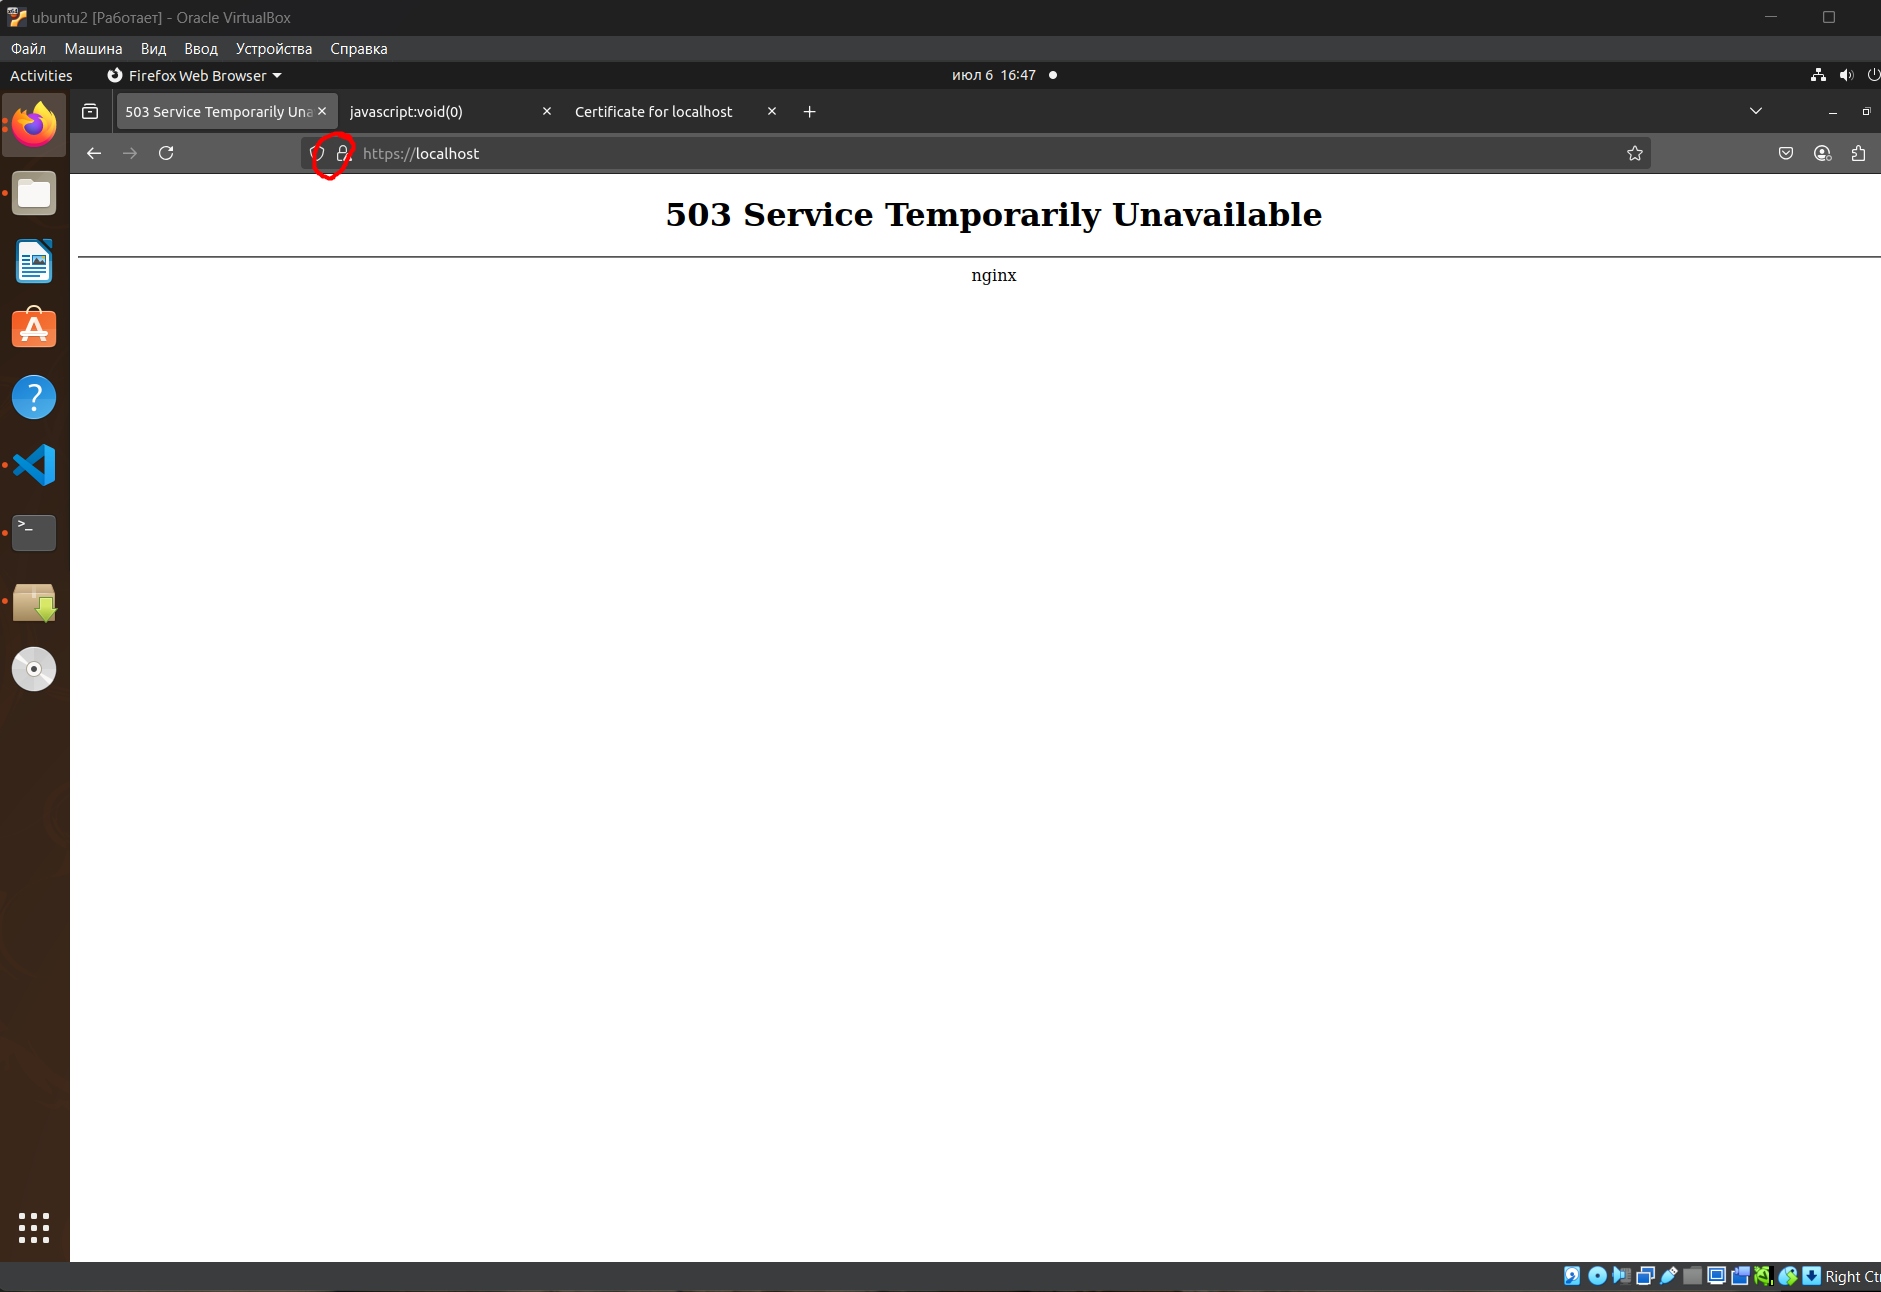 ubuntu2 [Работает] - Oracle VirtualBox
Файл Машина Вид Ввод Устройства Справка
Activities Firefox Web Browser июл 6 16:47
503 Service Temporarily Una javascript:void(0) Certificate for localhost
https://localhost
503 Service Temporarily Unavailable
nginx
Right Ctr